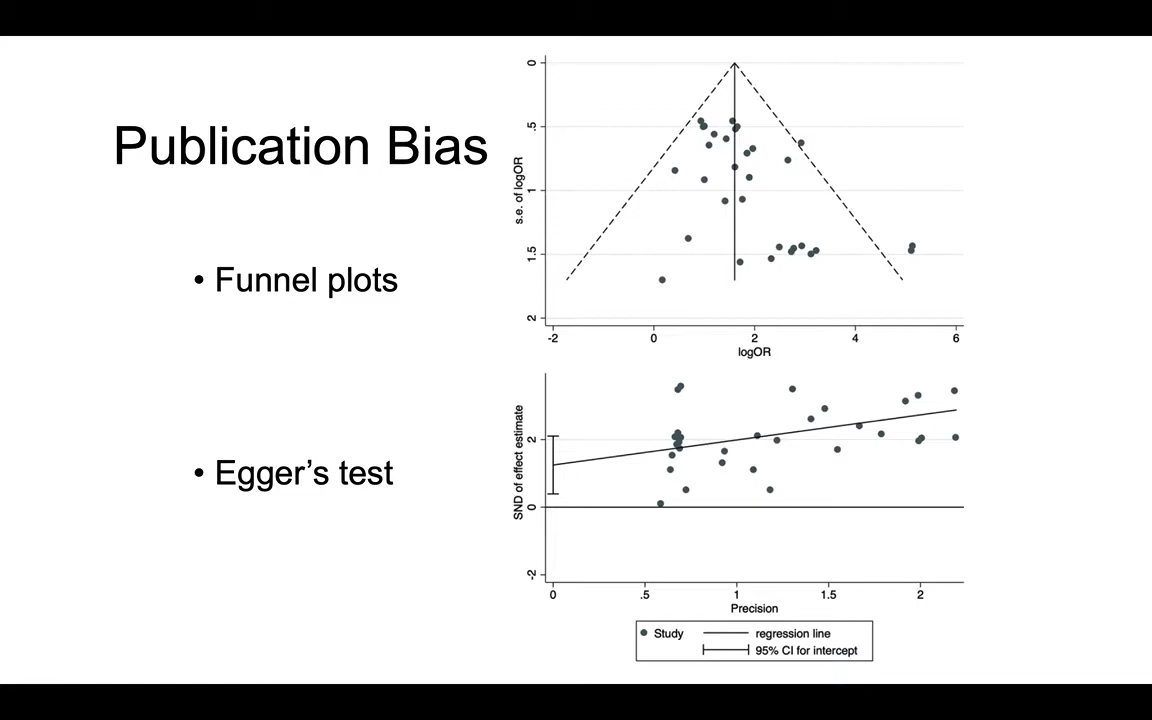 Publication Bias
• Funnel plots
• Egger’s test
s.e. of logOR
0
.5
1
1.5
2
-2
0
2
4
6
logOR
SND of effect estimate
2
0
-2
0
.5
1
1.5
2
Precision
Study
regression line
95% CI for intercept